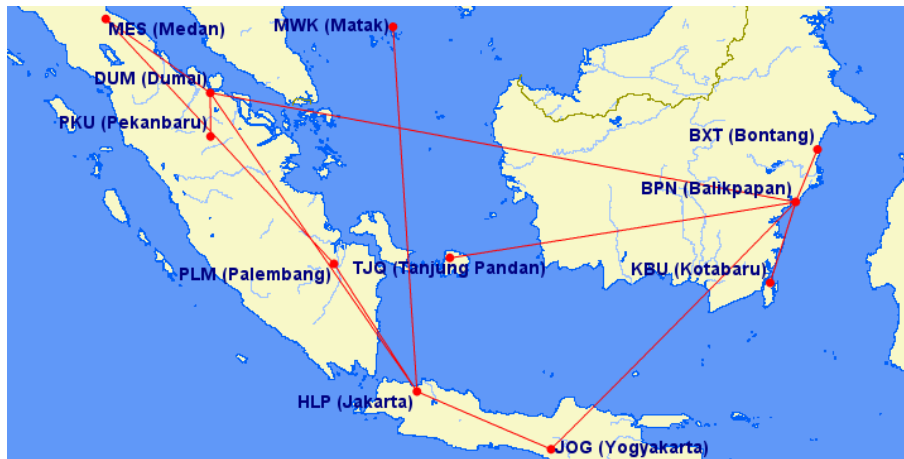 MES (Medan)
MWK (Matak)
DUM (Dumai)
PKU (Pekanbaru)
BXT (Bontang)
BPN (Balikpapan)
PLM (Palembang)
TJQ (Tanjung Pandan)
KBU (Kotabaru)
HLP (Jakarta)
JOG (Yogyakarta)